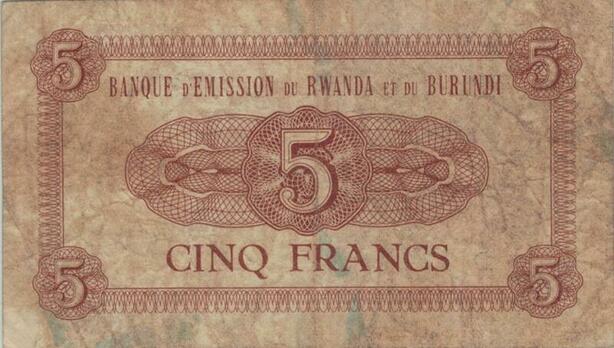 5 5
BANQUE D'EMISSION DU RWANDA ET DU BURUNDI
5
CINQ FRANCS
5 5